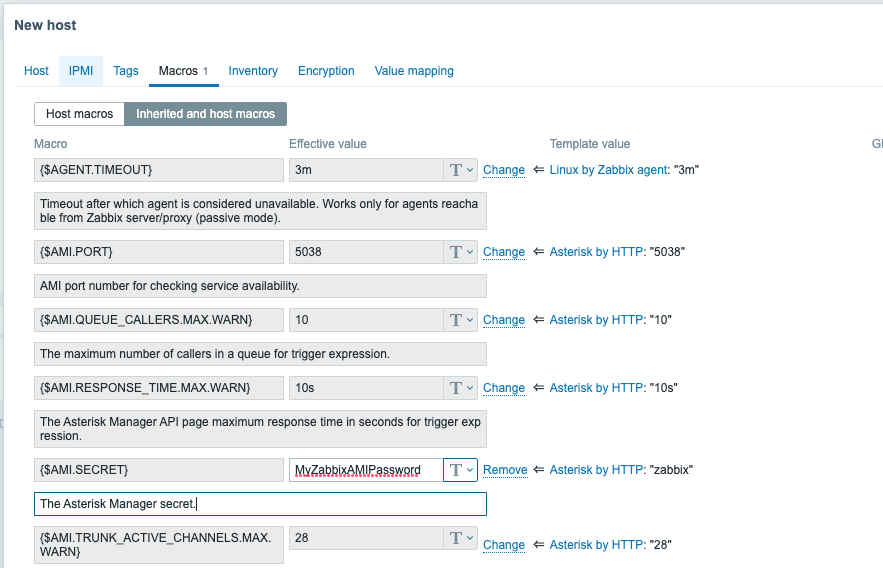 New host
Host IPMI Tags Macros 1 Inventory Encryption Value mapping
Host macros Inherited and host macros
Macro Effective value Template value Gl
{$AGENT.TIMEOUT} 3m T Change ⇐ Linux by Zabbix agent: "3m"
Timeout after which agent is considered unavailable. Works only for agents reacha
ble from Zabbix server/proxy (passive mode).
{$AMI.PORT} 5038 T Change ⇐ Asterisk by HTTP: "5038"
AMI port number for checking service availability.
{$AMI.QUEUE_CALLERS.MAX.WARN} 10 T Change ⇐ Asterisk by HTTP: "10"
The maximum number of callers in a queue for trigger expression.
{$AMI.RESPONSE_TIME.MAX.WARN} 10s T Change ⇐ Asterisk by HTTP: "10s"
The Asterisk Manager API page maximum response time in seconds for trigger exp
ression.
{$AMI.SECRET} MyZabbixAMIPassword T Remove ⇐ Asterisk by HTTP: "zabbix"
The Asterisk Manager secret.
{$AMI.TRUNK_ACTIVE_CHANNELS.MAX.
WARN} 28 T Change ⇐ Asterisk by HTTP: "28"